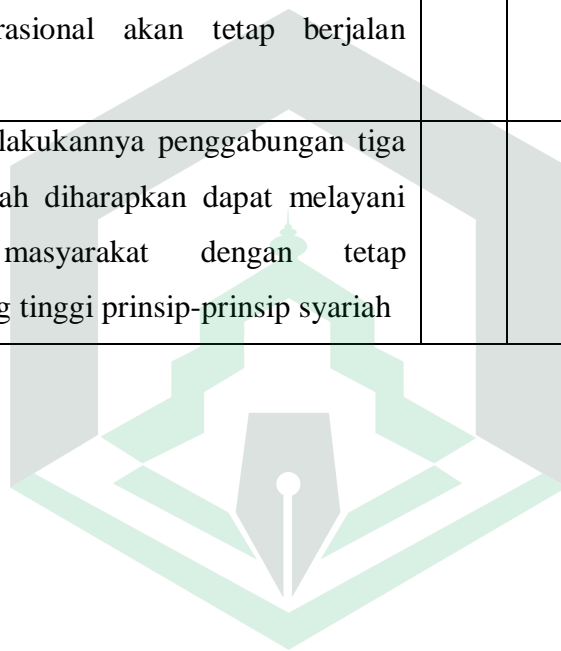 rasional akan tetap berjalan
lakukannya penggabungan tiga
ah diharapkan dapat melayani
masyarakat dengan tetap
g tinggi prinsip-prinsip syariah